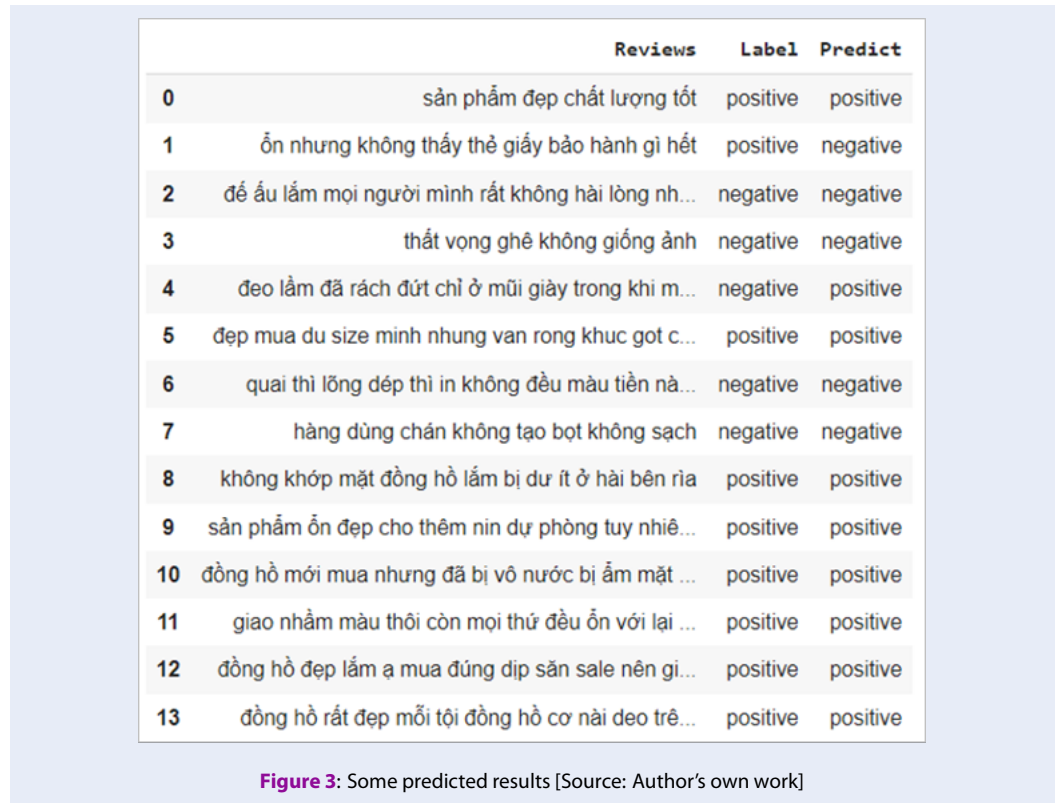 Reviews Label Predict
0 sản phẩm đẹp chất lượng tốt positive positive
1 ổn nhưng không thấy thẻ giấy bảo hành gì hết positive negative
2 đế ấu lắm mọi người mình rất không hài lòng nh... negative negative
3 thất vọng ghê không giống ảnh negative negative
4 đeo lầm đã rách đứt chỉ ở mũi giày trong khi m... negative positive
5 đẹp mua du size minh nhung van rong khuc got c... positive positive
6 quai thì lõng dép thì in không đều màu tiền nà... negative negative
7 hàng dùng chán không tạo bọt không sạch negative negative
8 không khớp mặt đồng hồ lắm bị dư ít ở hài bên rìa positive positive
9 sản phẩm ổn đẹp cho thêm nin dự phòng tuy nhiê... positive positive
10 đồng hồ mới mua nhưng đã bị vô nước bị ẩm mặt ... positive positive
11 giao nhầm màu thôi còn mọi thứ đều ổn với lại ... positive positive
12 đồng hồ đẹp lắm ạ mua đúng dịp săn sale nên gi... positive positive
13 đồng hồ rất đẹp mỗi tội đồng hồ cơ nài deo trê... positive positive
Figure 3: Some predicted results [Source: Author's own work]